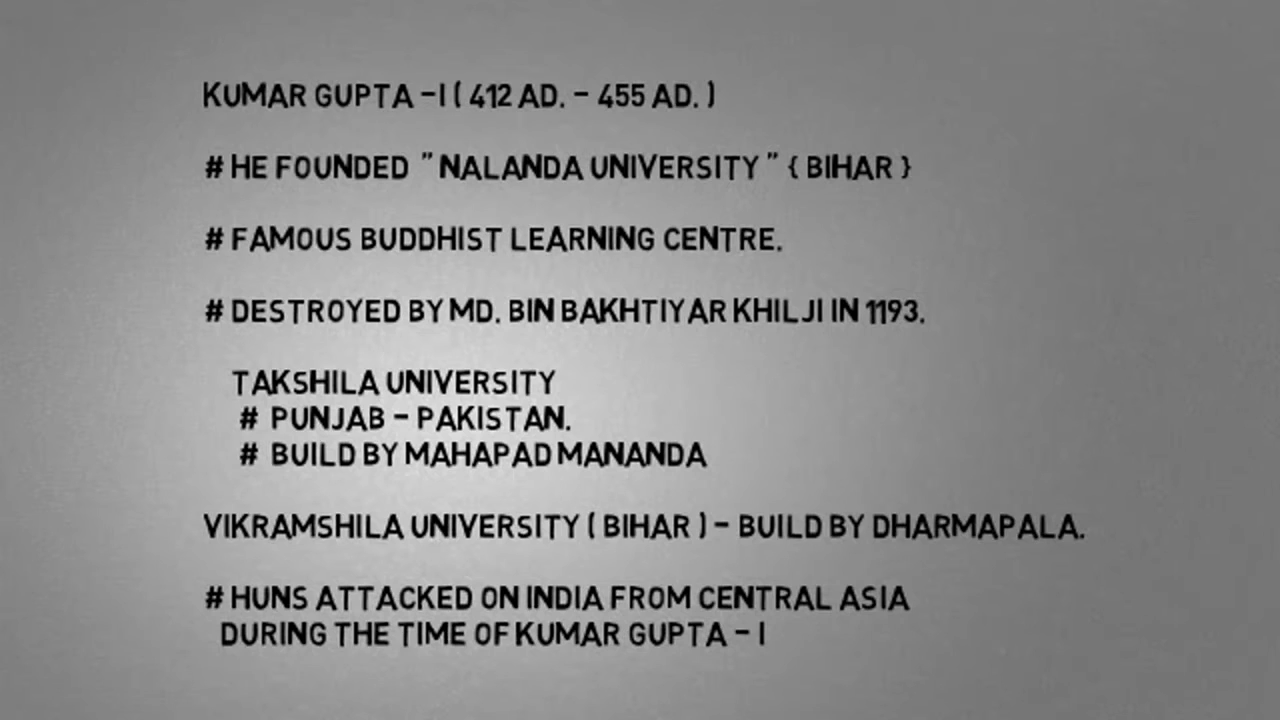 KUMAR GUPTA -I ( 412 AD. - 455 AD. )
# HE FOUNDED " NALANDA UNIVERSITY " { BIHAR }
# FAMOUS BUDDHIST LEARNING CENTRE.
# DESTROYED BY MD. BIN BAKHTIYAR KHILJI IN 1193.
TAKSHILA UNIVERSITY
# PUNJAB - PAKISTAN.
# BUILD BY MAHAPAD MANANDA
VIKRAMSHILA UNIVERSITY ( BIHAR ) - BUILD BY DHARMAPALA.
# HUNS ATTACKED ON INDIA FROM CENTRAL ASIA
DURING THE TIME OF KUMAR GUPTA - I